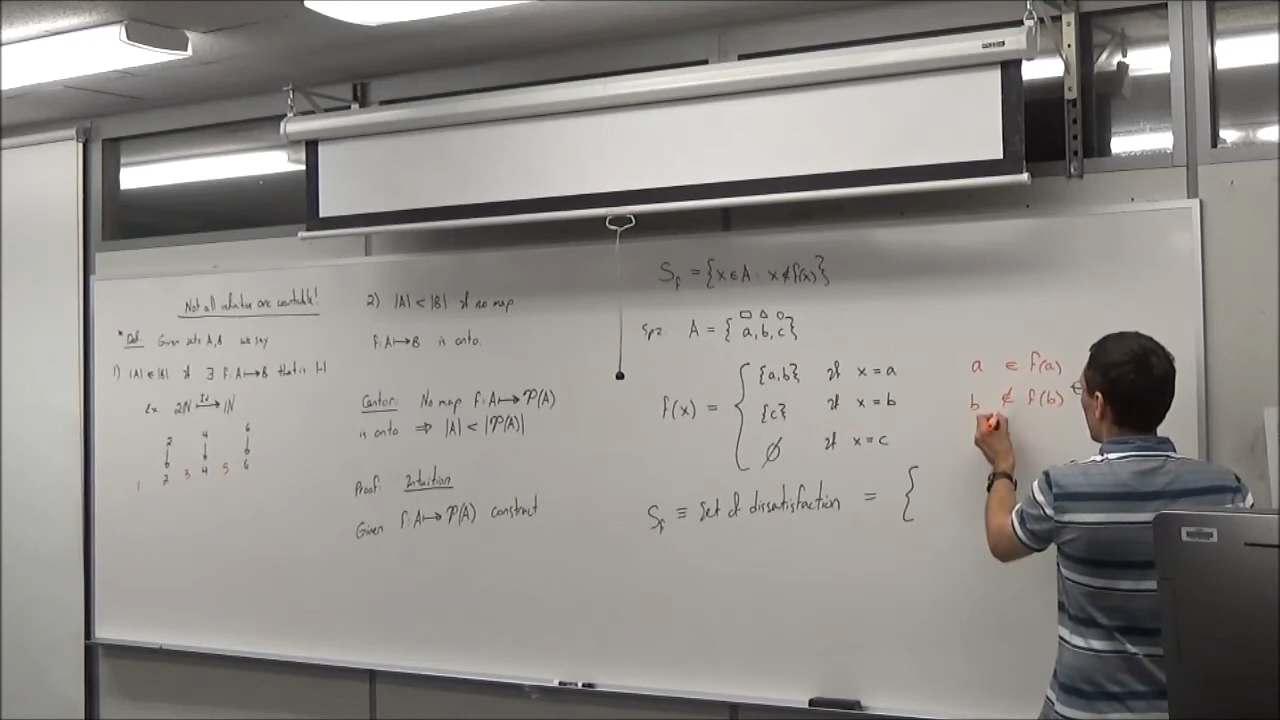 Not all infinities are countable!
* Def: Given sets A,B we say
1) |A| ≤ |B| if ∃ f: A ↦ B that is 1-1
Ex 2ℕ ↦ ℕ
Id
2 4 6
1 2 3 4 5 6
2) |A| < |B| if no map
f: A ↦ B is onto.
Cantor: No map f: A ↦ P(A)
is onto ⇒ |A| < |P(A)|
Proof: Intuition
Given f: A ↦ P(A) construct
S_f = {x ∈ A : x ∉ f(x)}
A = {a, b, c}
f(x) = { {a,b} if x = a
{c} if x = b
∅ if x = c
S_f ≡ set of dissatisfaction = {
a ∈ f(a)
b ∉ f(b)